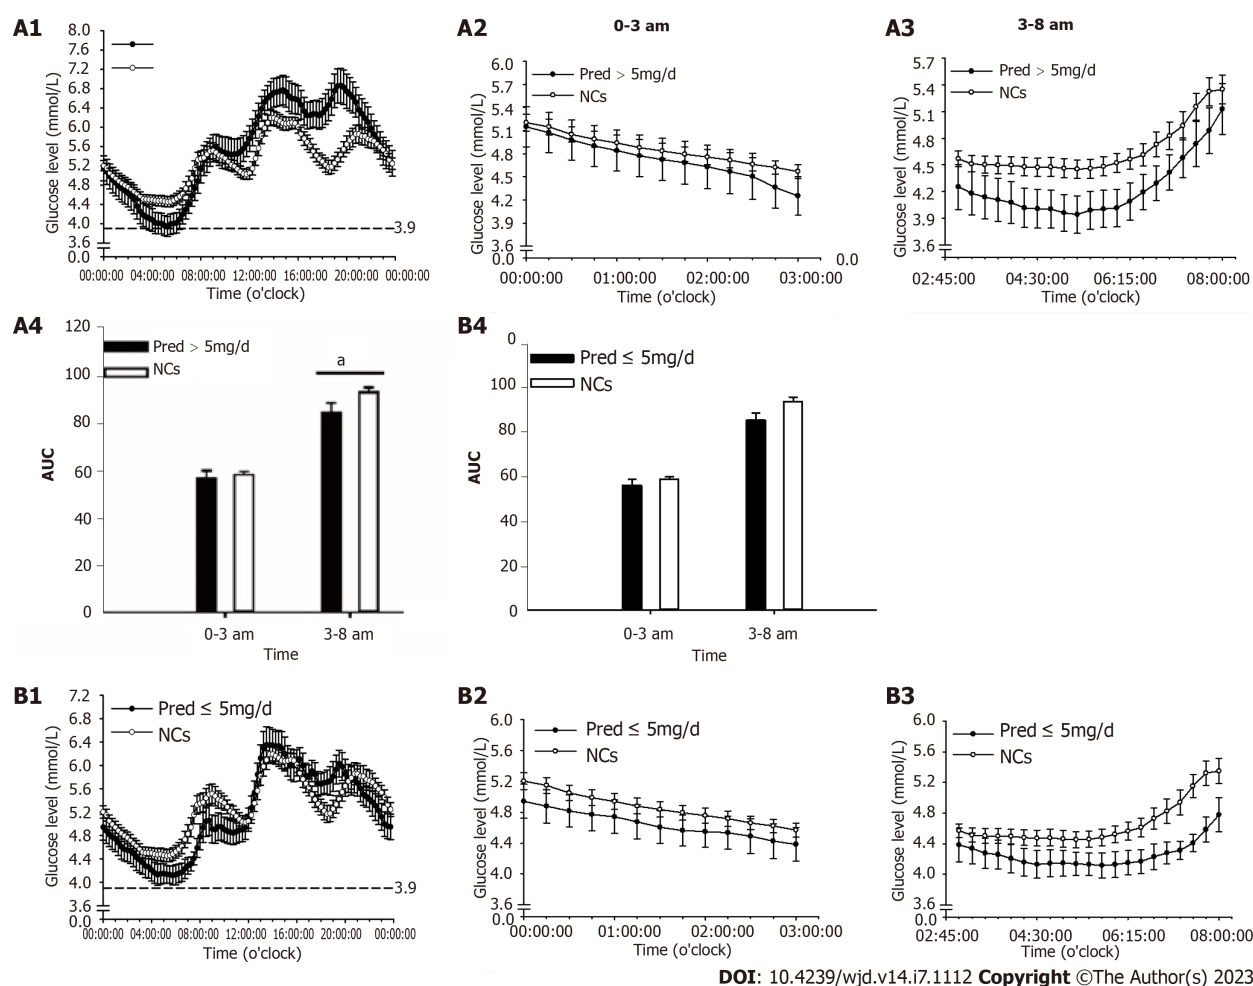 A1
8.0
7.6
7.2
6.8
6.4
6.0
5.6
5.2
4.8
4.4
4.0
3.6
0.0
Glucose level (mmol/L)
3.9
00:00:00 04:00:00 08:00:00 12:00:00 16:00:00 20:00:00 00:00:00
Time (o'clock)
A2
0-3 am
Pred > 5mg/d
NCs
6.0
5.7
5.4
5.1
4.8
4.5
4.2
3.9
3.6
0.0
Glucose level (mmol/L)
0.0
00:00:00 01:00:00 02:00:00 03:00:00
Time (o'clock)
A3
3-8 am
Pred > 5mg/d
NCs
5.7
5.4
5.1
4.8
4.5
4.2
3.9
3.6
0.0
Glucose level (mmol/L)
02:45:00 04:30:00 06:15:00 08:00:00
Time (o'clock)
A4
Pred > 5mg/d
NCs
a
120
100
80
60
40
20
0
AUC
0-3 am 3-8 am
Time
B4
Pred ≤ 5mg/d
NCs
0
100
80
60
40
20
0
AUC
0-3 am 3-8 am
Time
B1
Pred ≤ 5mg/d
NCs
7.2
6.8
6.4
6.0
5.6
5.2
4.8
4.4
4.0
3.6
0.0
Glucose level (mmol/L)
3.9
00:00:00 04:00:00 08:00:00 12:00:00 16:00:00 20:00:00 00:00:00
Time (o'clock)
B2
Pred ≤ 5mg/d
NCs
6.0
5.6
5.2
4.8
4.4
4.0
3.6
0.0
Glucose level (mmol/L)
00:00:00 01:00:00 02:00:00 03:00:00
Time (o'clock)
B3
Pred ≤ 5mg/d
NCs
6.0
5.6
5.2
4.8
4.4
4.0
3.6
0.0
Glucose level (mmol/L)
02:45:00 04:30:00 06:15:00 08:00:00
Time (o'clock)
DOI: 10.4239/wjd.v14.i7.1112 Copyright ©The Author(s) 2023